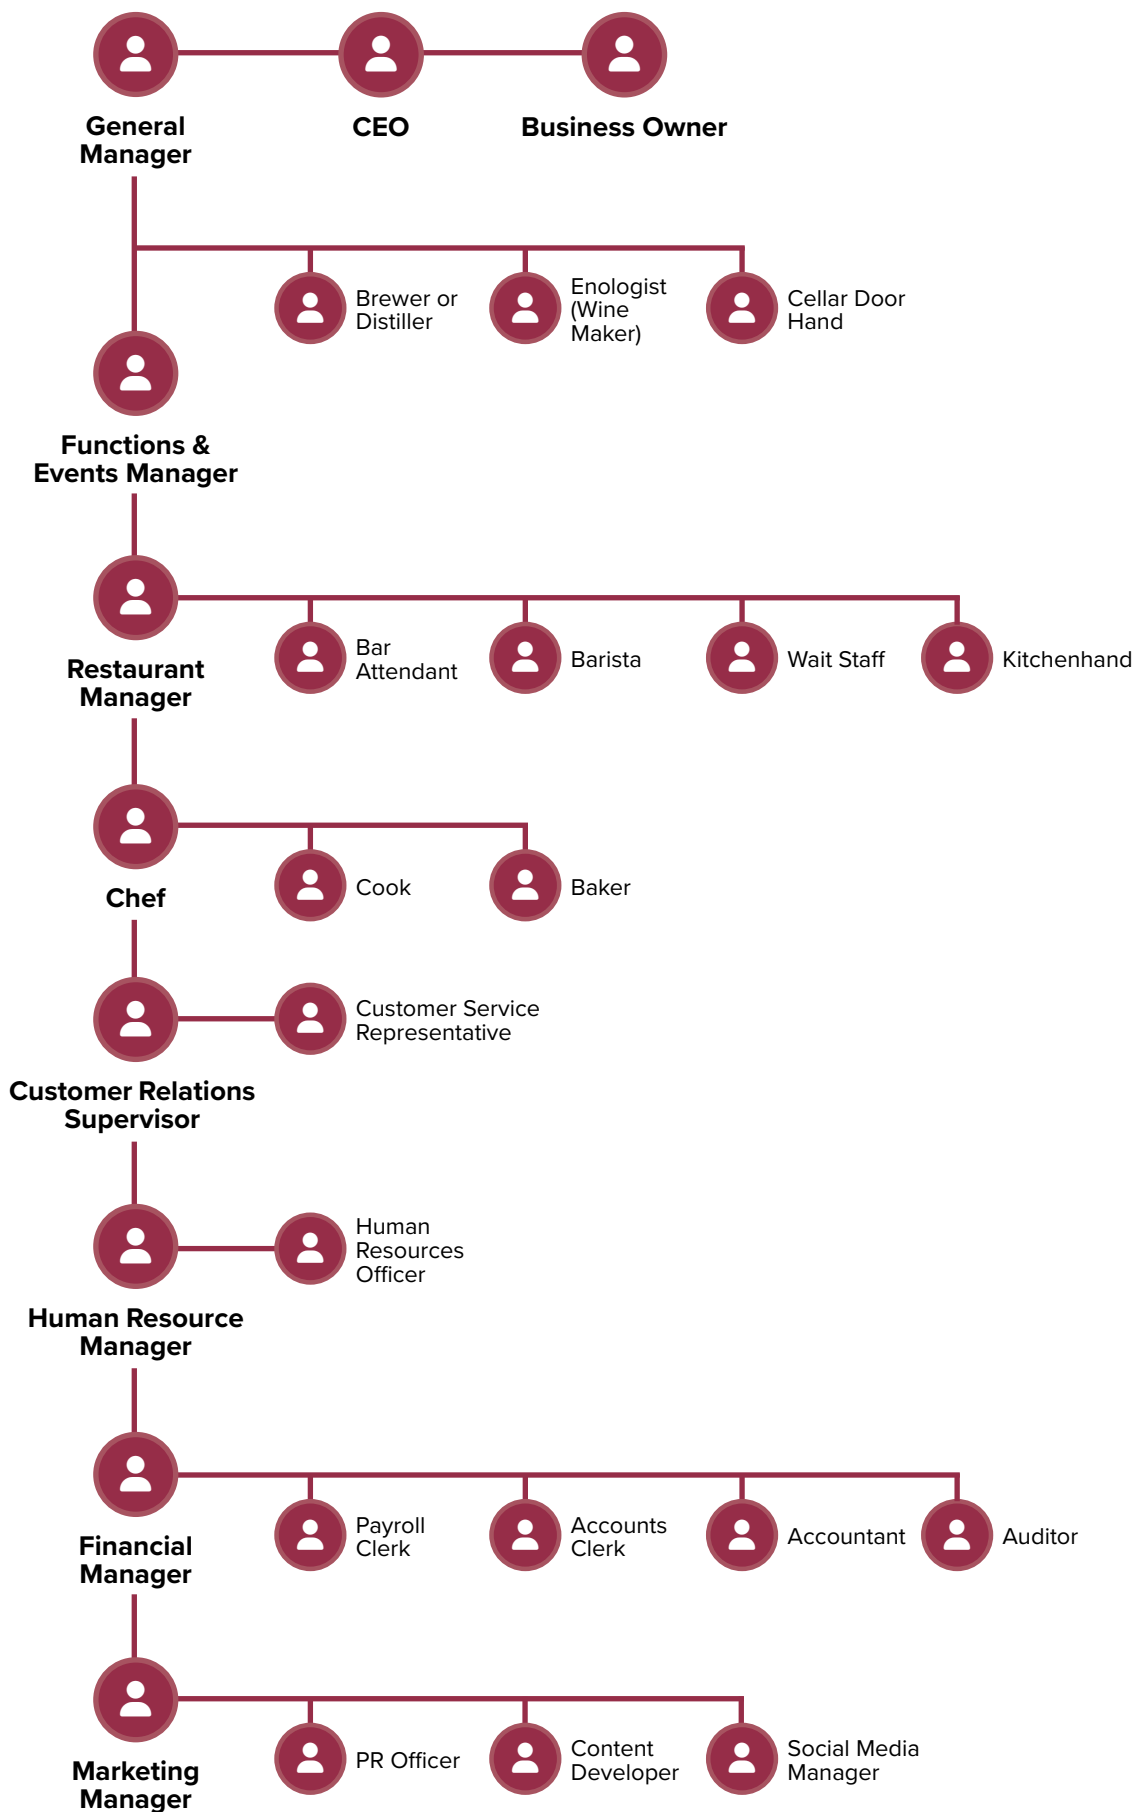 General
Manager
CEO
Business Owner
Brewer or
Distiller
Enologist
(Wine
Maker)
Cellar Door
Hand
Functions &
Events Manager
Restaurant
Manager
Bar
Attendant
Barista
Wait Staff
Kitchenhand
Chef
Cook
Baker
Customer Relations
Supervisor
Customer Service
Representative
Human Resource
Manager
Human
Resources
Officer
Financial
Manager
Payroll
Clerk
Accounts
Clerk
Accountant
Auditor
Marketing
Manager
PR Officer
Content
Developer
Social Media
Manager